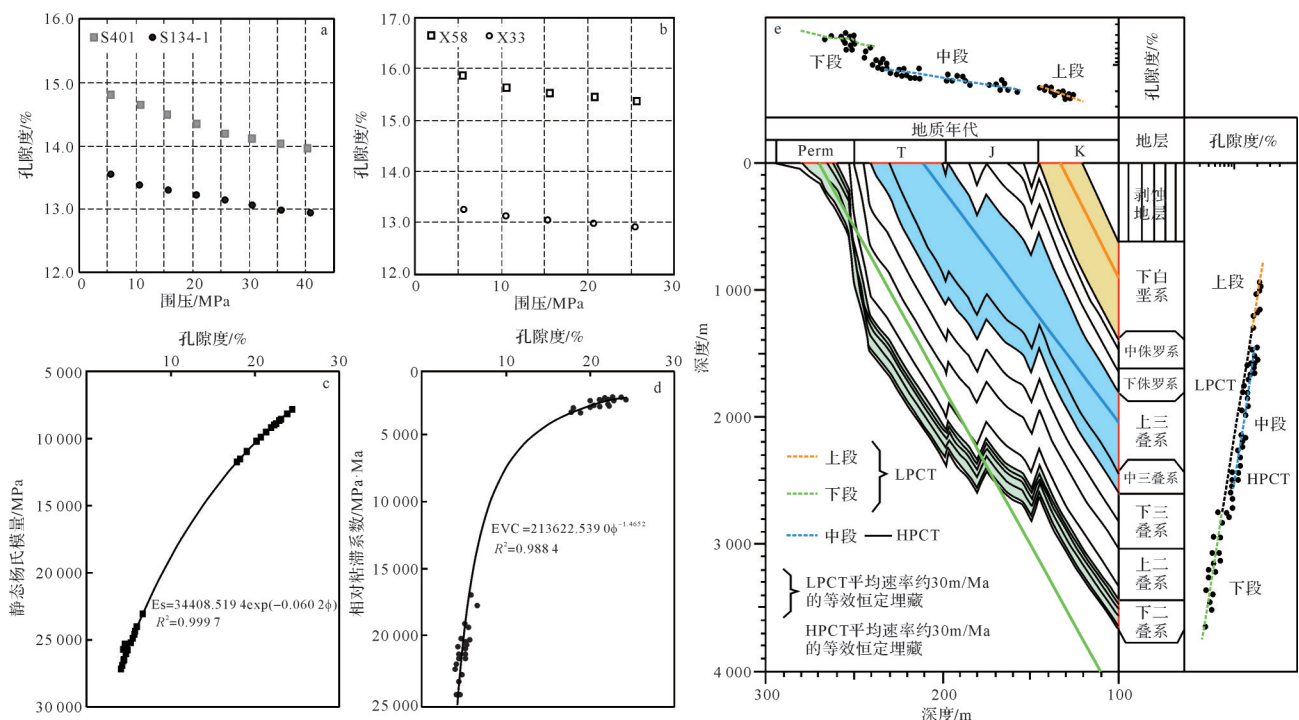 a
S401 S134-1
孔隙度/%
16.0
15.0
14.0
13.0
12.0
0 10 20 30 40
围压/MPa
b
X58 X33
孔隙度/%
17.0
16.0
15.0
14.0
13.0
12.0
0 10 20 30
围压/MPa
c
孔隙度/%
10 20 30
静态杨氏模量/MPa
5 000
10 000
15 000
20 000
25 000
30 000
Es=34408.519 4exp(−0.060 2ϕ)
R²=0.999 7
d
孔隙度/%
10 20 30
相对粘滞系数/MPa·Ma
0
5 000
10 000
15 000
20 000
25 000
EVC=213622.539 0ϕ⁻¹·⁴⁶⁵²
R²=0.988 4
e
下段
中段
上段
孔隙度/%
地质年代
Perm T J K
地层
孔隙度/%
深度/m
0
1 000
2 000
3 000
4 000
300 200 100
深度/m
上段
下段
LPCT
中段
HPCT
LPCT平均速率约30m/Ma
的等效恒定埋藏
HPCT平均速率约30m/Ma
的等效恒定埋藏
剥蚀
地层
下白
垩系
中侏罗系
下侏罗系
上三
叠系
中三叠系
下三
叠系
上二
叠系
下二
叠系
上段
LPCT
中段
HPCT
下段